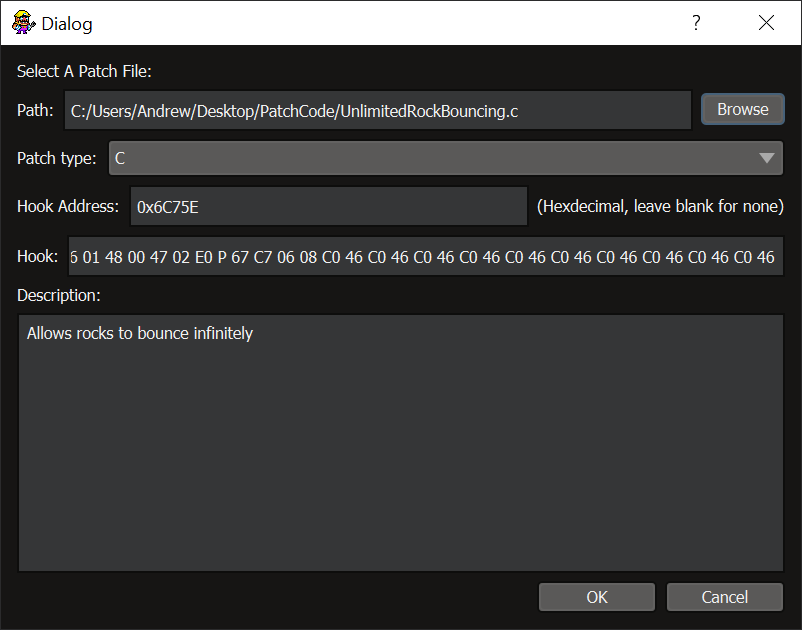 Dialog
?
Select A Patch File:
Path: C:/Users/Andrew/Desktop/PatchCode/UnlimitedRockBouncing.c Browse
Patch type: C
Hook Address: 0x6C75E (Hexdecimal, leave blank for none)
Hook: 6 01 48 00 47 02 E0 P 67 C7 06 08 C0 46 C0 46 C0 46 C0 46 C0 46 C0 46 C0 46 C0 46 C0 46 C0 46
Description:
Allows rocks to bounce infinitely
OK Cancel